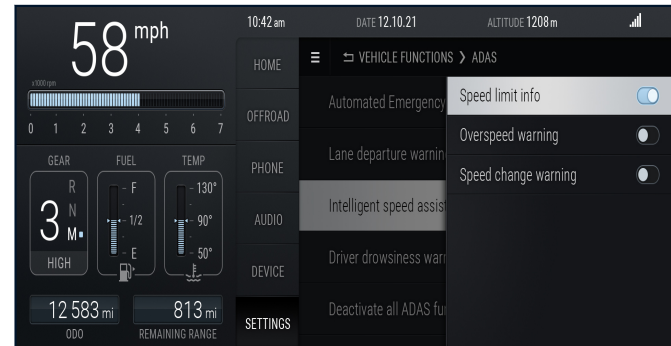 58 mph
x1000 rpm
0 1 2 3 4 5 6 7
GEAR FUEL TEMP
R
3 N
M
HIGH
F
1/2
E
130°
90°
50°
12 583 mi
ODO
813 mi
REMAINING RANGE
10:42 am DATE 12.10.21 ALTITUDE 1208 m
HOME
OFFROAD
PHONE
AUDIO
DEVICE
SETTINGS
VEHICLE FUNCTIONS ❯ ADAS
Automated Emergency
Lane departure warnin
Intelligent speed assist
Driver drowsiness warn
Deactivate all ADAS fun
Speed limit info
Overspeed warning
Speed change warning